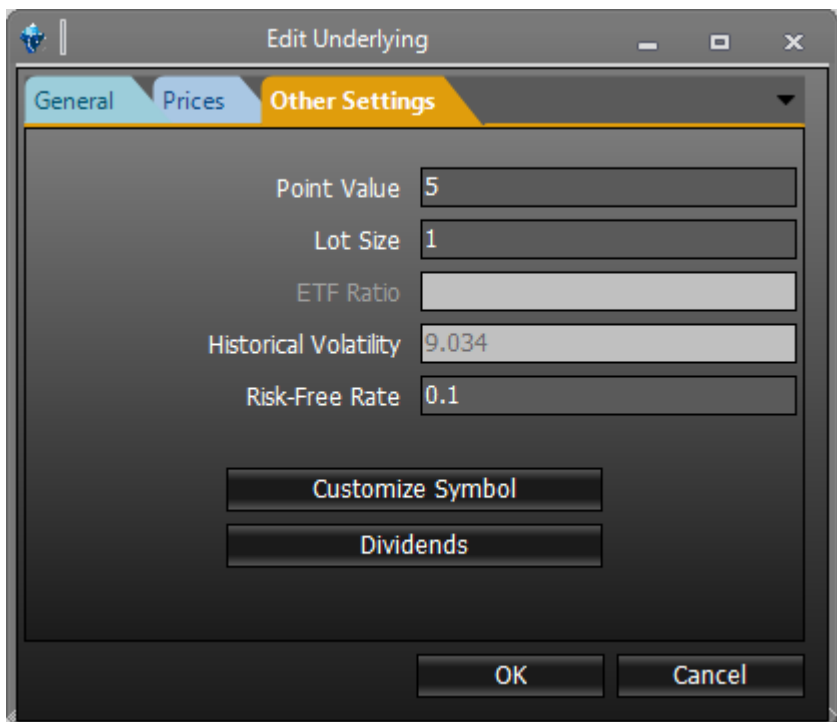 Edit Underlying
General Prices Other Settings
Point Value 5
Lot Size 1
ETF Ratio
Historical Volatility 9.034
Risk-Free Rate 0.1
Customize Symbol
Dividends
OK Cancel